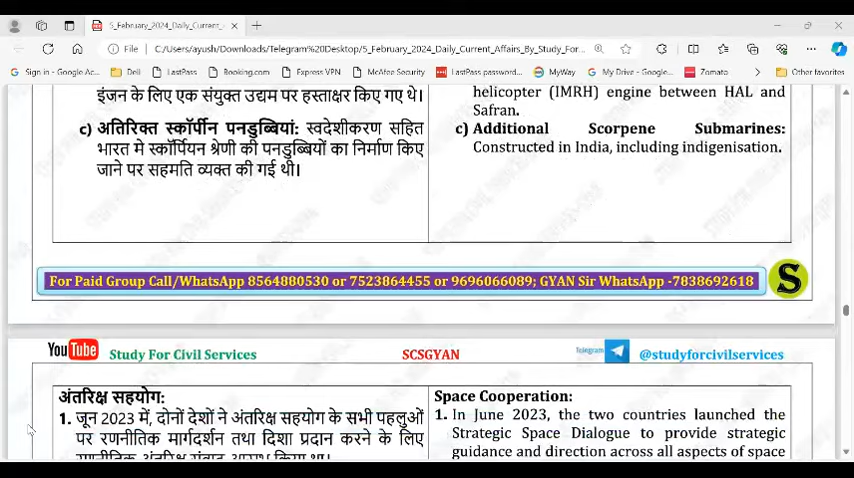 5_February_2024_Daily_Current_
File
C:/Users/ayush/Downloads/Telegram%20Desktop/5_February_2024_Daily_Current_Affairs_By_Study_For...
Sign in - Google Ac...
Dell
LastPass
Booking.com
Express VPN
McAfee Security
LastPass password...
MyWay
My Drive - Google...
Zomato
Other favorites
इंजन के लिए एक संयुक्त उद्यम पर हस्ताक्षर किए गए थे।
c) अतिरिक्त स्कॉर्पीन पनडुब्बियां: स्वदेशीकरण सहित
भारत मे स्कॉर्पियन श्रेणी की पनडुब्बियों का निर्माण किए
जाने पर सहमति व्यक्त की गई थी।
helicopter (IMRH) engine between HAL and
Safran.
c) Additional Scorpene Submarines:
Constructed in India, including indigenisation.
For Paid Group Call/WhatsApp 8564880530 or 7523864455 or 9696066089; GYAN Sir WhatsApp -7838692618
S
YouTube Study For Civil Services
SCSGYAN
Telegram @studyforcivilservices
अंतरिक्ष सहयोग:
1. जून 2023 में, दोनों देशों ने अंतरिक्ष सहयोग के सभी पहलुओं
पर रणनीतिक मार्गदर्शन तथा दिशा प्रदान करने के लिए
रणनीतिक अंतरिक्ष संवाद आरम्भ किया था।
Space Cooperation:
1. In June 2023, the two countries launched the
Strategic Space Dialogue to provide strategic
guidance and direction across all aspects of space